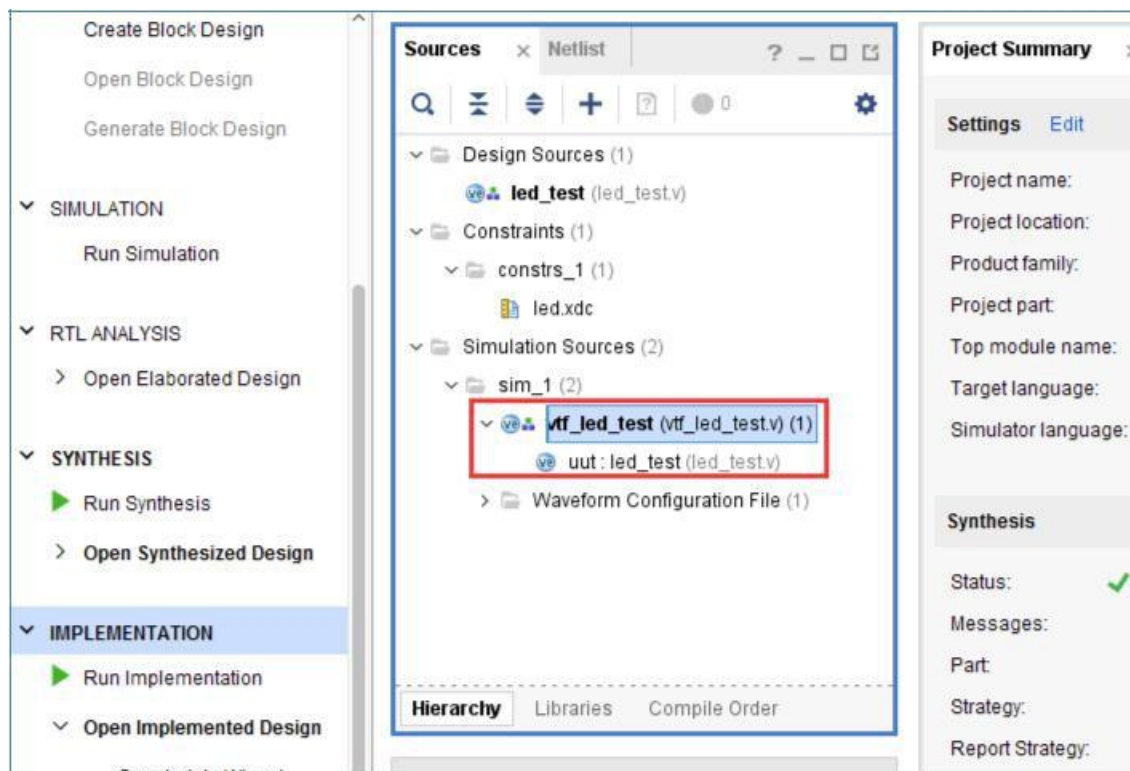 Create Block Design
Open Block Design
Generate Block Design
SIMULATION
Run Simulation
RTL ANALYSIS
Open Elaborated Design
SYNTHESIS
Run Synthesis
Open Synthesized Design
IMPLEMENTATION
Run Implementation
Open Implemented Design
Sources × Netlist ? _
0
Design Sources (1)
led_test (led_test.v)
Constraints (1)
constrs_1 (1)
led.xdc
Simulation Sources (2)
sim_1 (2)
vtf_led_test (vtf_led_test.v) (1)
uut : led_test (led_test.v)
Waveform Configuration File (1)
Hierarchy Libraries Compile Order
Project Summary
Settings Edit
Project name:
Project location:
Product family:
Project part:
Top module name:
Target language:
Simulator language:
Synthesis
Status:
Messages:
Part:
Strategy:
Report Strategy: